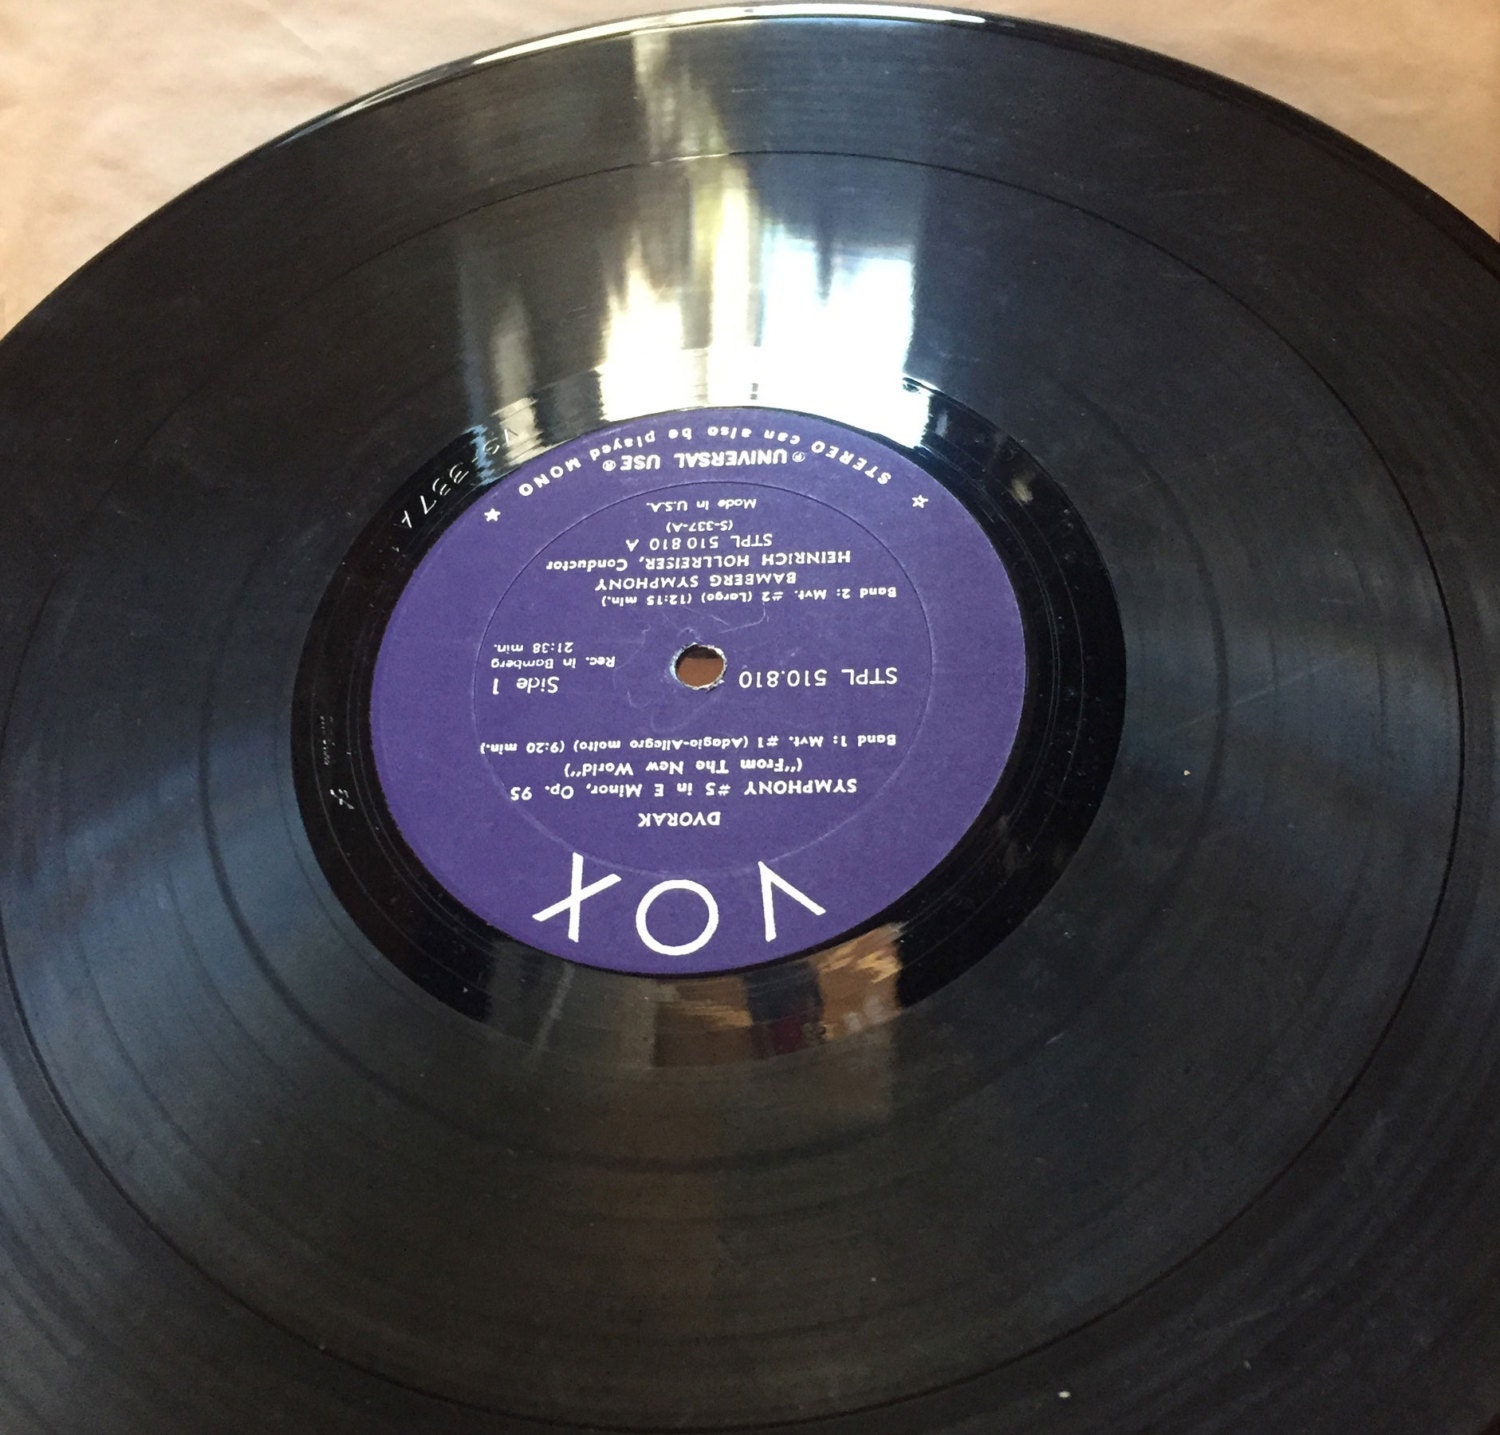 VOX
DVORAK
SYMPHONY #5 in E Minor, Op. 95
("From The New World")
Band 1: Mvt. #1 (Adagio-Allegro molto) (9:20 min.)
STPL 510.810
Side 1
Rec. in Bamberg
21:38 min.
Band 2: Mvt. #2 (Largo) (12:15 min.)
BAMBERG SYMPHONY
HEINRICH HOLLREISER, Conductor
STPL 510.810 A
(S-337-A)
Made in U.S.A.
℗ UNIVERSAL USE®
☆ STEREO can also be played MONO ★
VS-337A